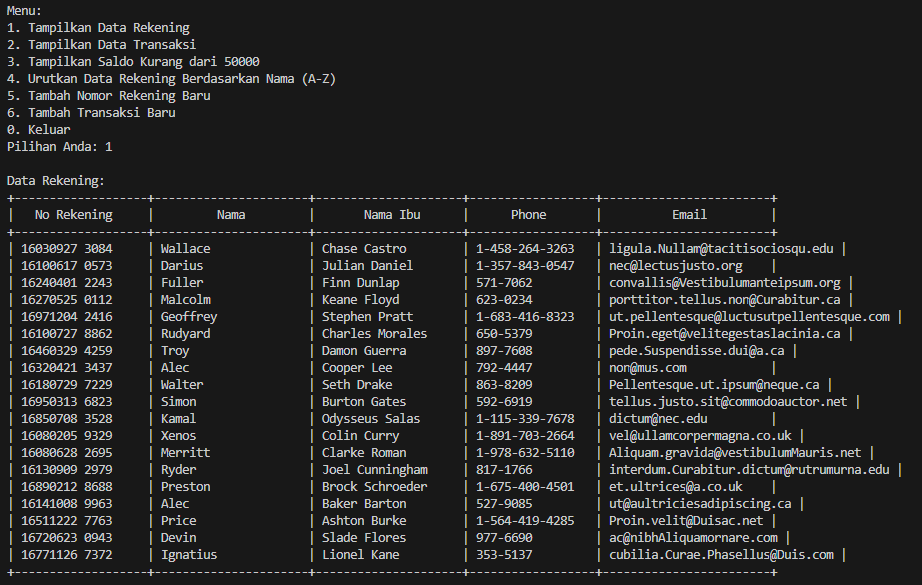 Menu:
1. Tampilkan Data Rekening
2. Tampilkan Data Transaksi
3. Tampilkan Saldo Kurang dari 50000
4. Urutkan Data Rekening Berdasarkan Nama (A-Z)
5. Tambah Nomor Rekening Baru
6. Tambah Transaksi Baru
0. Keluar
Pilihan Anda: 1
Data Rekening:
+-------------------+----------------------+---------------------+------------------+------------------------+
| No Rekening | Nama | Nama Ibu | Phone | Email |
+-------------------+----------------------+---------------------+------------------+------------------------+
| 16030927 3084 | Wallace | Chase Castro | 1-458-264-3263 | ligula.Nullam@tacitisociosqu.edu |
| 16100617 0573 | Darius | Julian Daniel | 1-357-843-0547 | nec@lectusjusto.org |
| 16240401 2243 | Fuller | Finn Dunlap | 571-7062 | convallis@Vestibulumanteipsum.org |
| 16270525 0112 | Malcolm | Keane Floyd | 623-0234 | porttitor.tellus.non@Curabitur.ca |
| 16971204 2416 | Geoffrey | Stephen Pratt | 1-683-416-8323 | ut.pellentesque@luctusutpellentesque.com |
| 16100727 8862 | Rudyard | Charles Morales | 650-5379 | Proin.eget@velitegestaslacinia.ca |
| 16460329 4259 | Troy | Damon Guerra | 897-7608 | pede.Suspendisse.dui@a.ca |
| 16320421 3437 | Alec | Cooper Lee | 792-4447 | non@mus.com |
| 16180729 7229 | Walter | Seth Drake | 863-8209 | Pellentesque.ut.ipsum@neque.ca |
| 16950313 6823 | Simon | Burton Gates | 592-6919 | tellus.justo.sit@commodoauctor.net |
| 16850708 3528 | Kamal | Odysseus Salas | 1-115-339-7678 | dictum@nec.edu |
| 16080205 9329 | Xenos | Colin Curry | 1-891-703-2664 | vel@ullamcorpermagna.co.uk |
| 16080628 2695 | Merritt | Clarke Roman | 1-978-632-5110 | Aliquam.gravida@vestibulumMauris.net |
| 16130909 2979 | Ryder | Joel Cunningham | 817-1766 | interdum.Curabitur.dictum@rutrumurna.edu |
| 16890212 8688 | Preston | Brock Schroeder | 1-675-400-4501 | et.ultrices@a.co.uk |
| 16141008 9963 | Alec | Baker Barton | 527-9085 | ut@aultriciesadipiscing.ca |
| 16511222 7763 | Price | Ashton Burke | 1-564-419-4285 | Proin.velit@Duisac.net |
| 16720623 0943 | Devin | Slade Flores | 977-6690 | ac@nibhAliquamornare.com |
| 16771126 7372 | Ignatius | Lionel Kane | 353-5137 | cubilia.Curae.Phasellus@Duis.com |
+-------------------+----------------------+---------------------+------------------+------------------------+